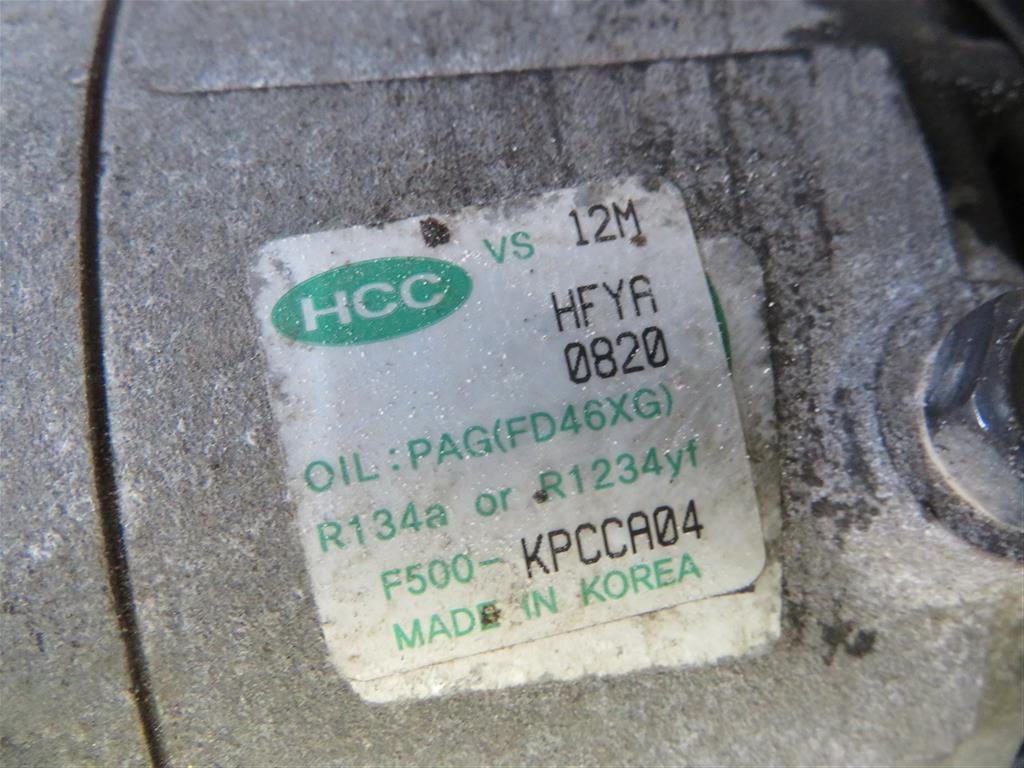 VS 12M
HCC
HFYA
0820
OIL : PAG(FD46XG)
R134a or R1234yf
F500- KPCCA04
MADE IN KOREA